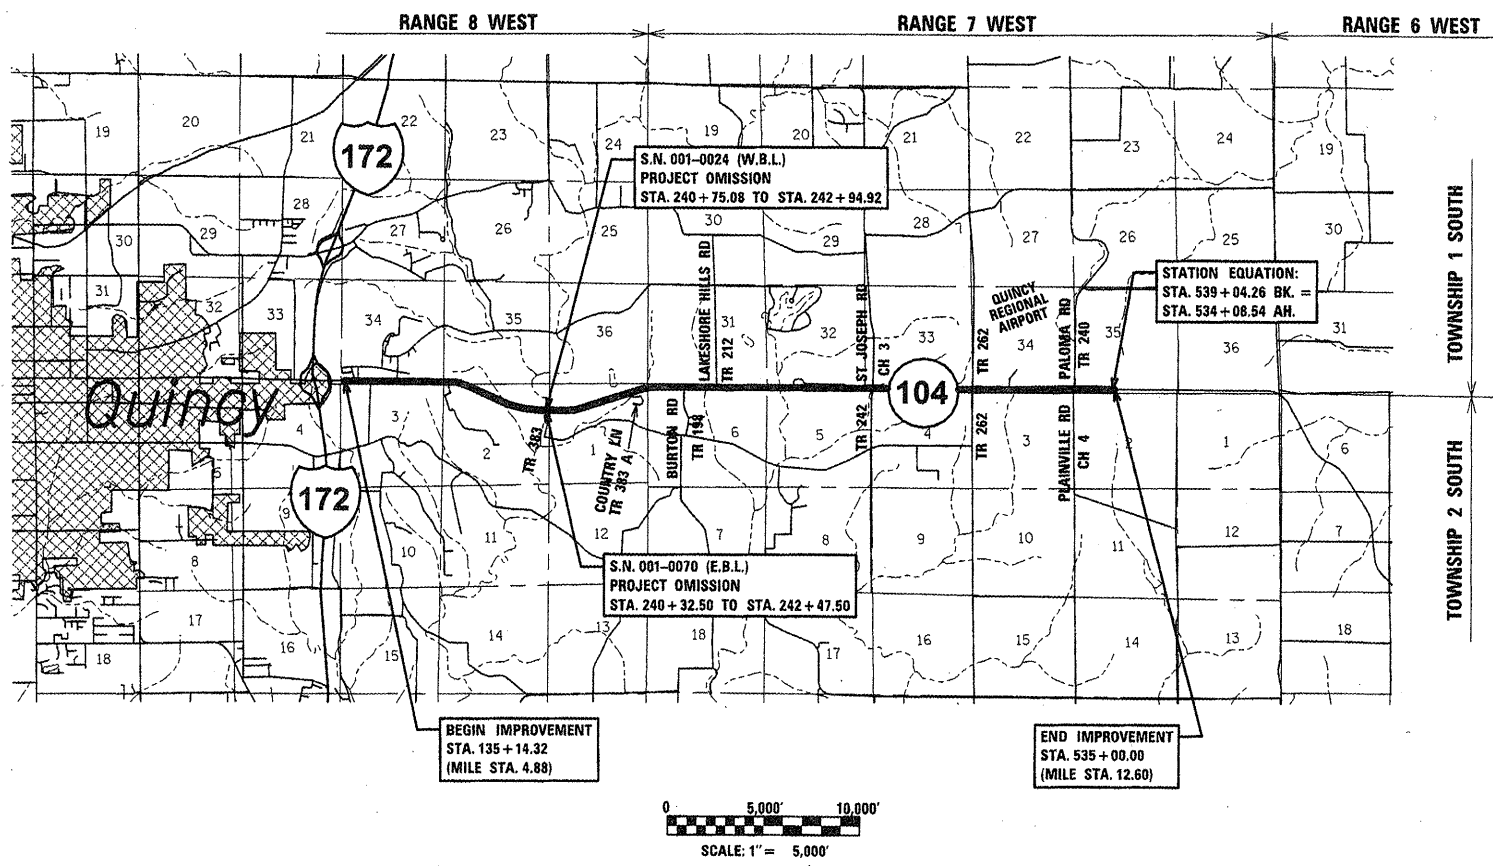 RANGE 8 WEST
RANGE 7 WEST
RANGE 6 WEST
19
20
21
22
23
24
19
20
21
22
23
24
19
172
S.N. 001-0024 (W.B.L.)
PROJECT OMISSION
STA. 240+75.08 TO STA. 242+94.92
30
29
28
27
26
25
30
29
28
27
26
25
30
TOWNSHIP 1 SOUTH
STATION EQUATION:
STA. 539+04.26 BK. =
STA. 534+08.54 AH.
31
32
33
34
35
36
LAKESHORE HILLS RD
31
TR 212
32
ST JOSEPH RD
CH 3
33
TR 262
QUINCY
REGIONAL
AIRPORT
34
PALOMA RD
TR 240
35
36
31
Quincy
104
4
3
2
TR 383
1
COUNTRY LN
TR 383 A
BURTON RD
TR 198
6
5
TR 242
4
TR 262
3
PLAINVILLE RD
CH 4
2
1
6
TOWNSHIP 2 SOUTH
6
172
9
8
10
11
12
7
8
9
10
11
12
7
S.N. 001-0070 (E.B.L.)
PROJECT OMISSION
STA. 240+32.50 TO STA. 242+47.50
17
18
16
15
14
13
18
17
16
15
14
13
18
BEGIN IMPROVEMENT
STA. 135+14.32
(MILE STA. 4.88)
END IMPROVEMENT
STA. 535+00.00
(MILE STA. 12.60)
0 5,000' 10,000'
SCALE: 1" = 5,000'